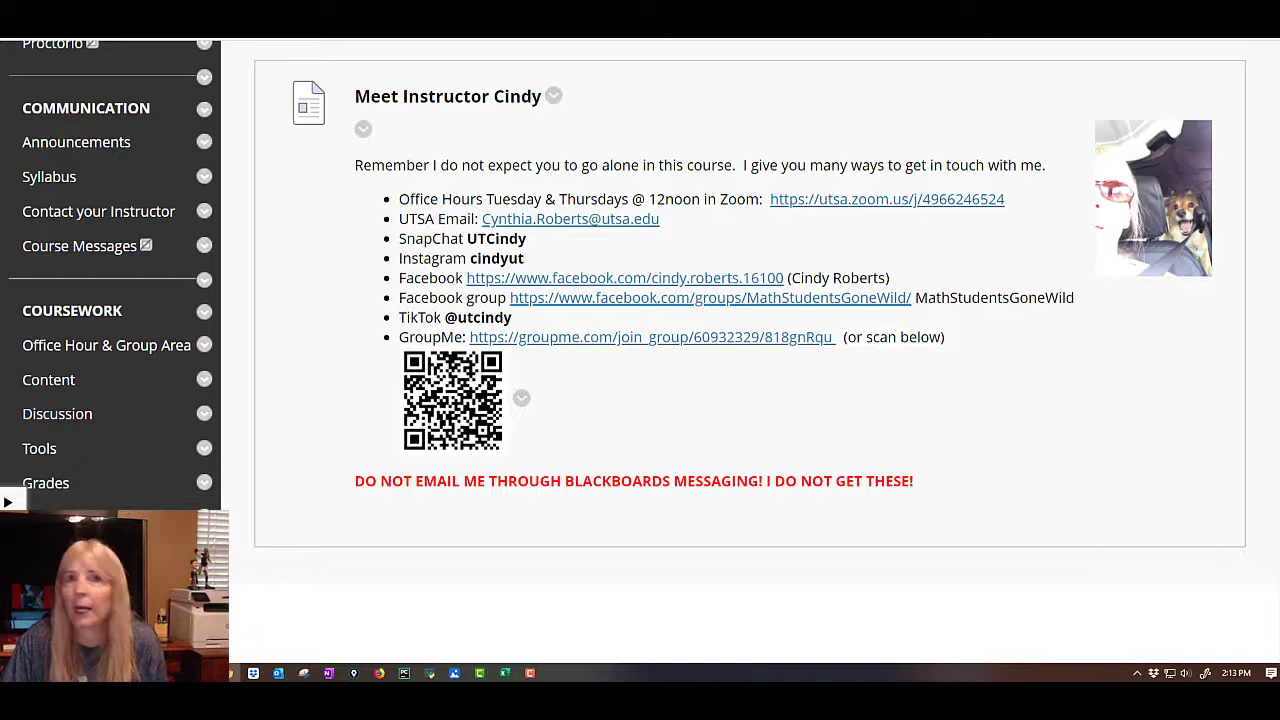 Proctorio
COMMUNICATION
Announcements
Syllabus
Contact your Instructor
Course Messages
COURSEWORK
Office Hour & Group Area
Content
Discussion
Tools
Grades
Meet Instructor Cindy
Remember I do not expect you to go alone in this course. I give you many ways to get in touch with me.
Office Hours Tuesday & Thursdays @ 12noon in Zoom: https://utsa.zoom.us/j/4966246524
UTSA Email: Cynthia.Roberts@utsa.edu
SnapChat UTCindy
Instagram cindyut
Facebook https://www.facebook.com/cindy.roberts.16100 (Cindy Roberts)
Facebook group https://www.facebook.com/groups/MathStudentsGoneWild/ MathStudentsGoneWild
TikTok @utcindy
GroupMe: https://groupme.com/join_group/60932329/818gnRqu (or scan below)
DO NOT EMAIL ME THROUGH BLACKBOARDS MESSAGING! I DO NOT GET THESE!
2:13 PM